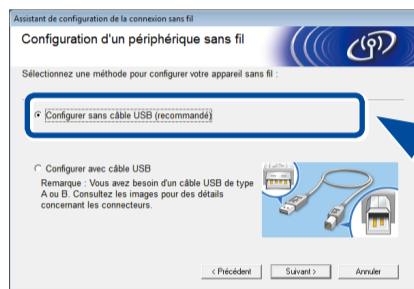 Assistant de configuration de la connexion sans fil
Configuration d'un périphérique sans fil
Sélectionnez une méthode pour configurer votre appareil sans fil :
Configurer sans câble USB (recommandé)
Configurer avec câble USB
Remarque : Vous avez besoin d'un câble USB de type
A ou B. Consultez les images pour des détails
concernant les connecteurs.
< Précédent Suivant > Annuler